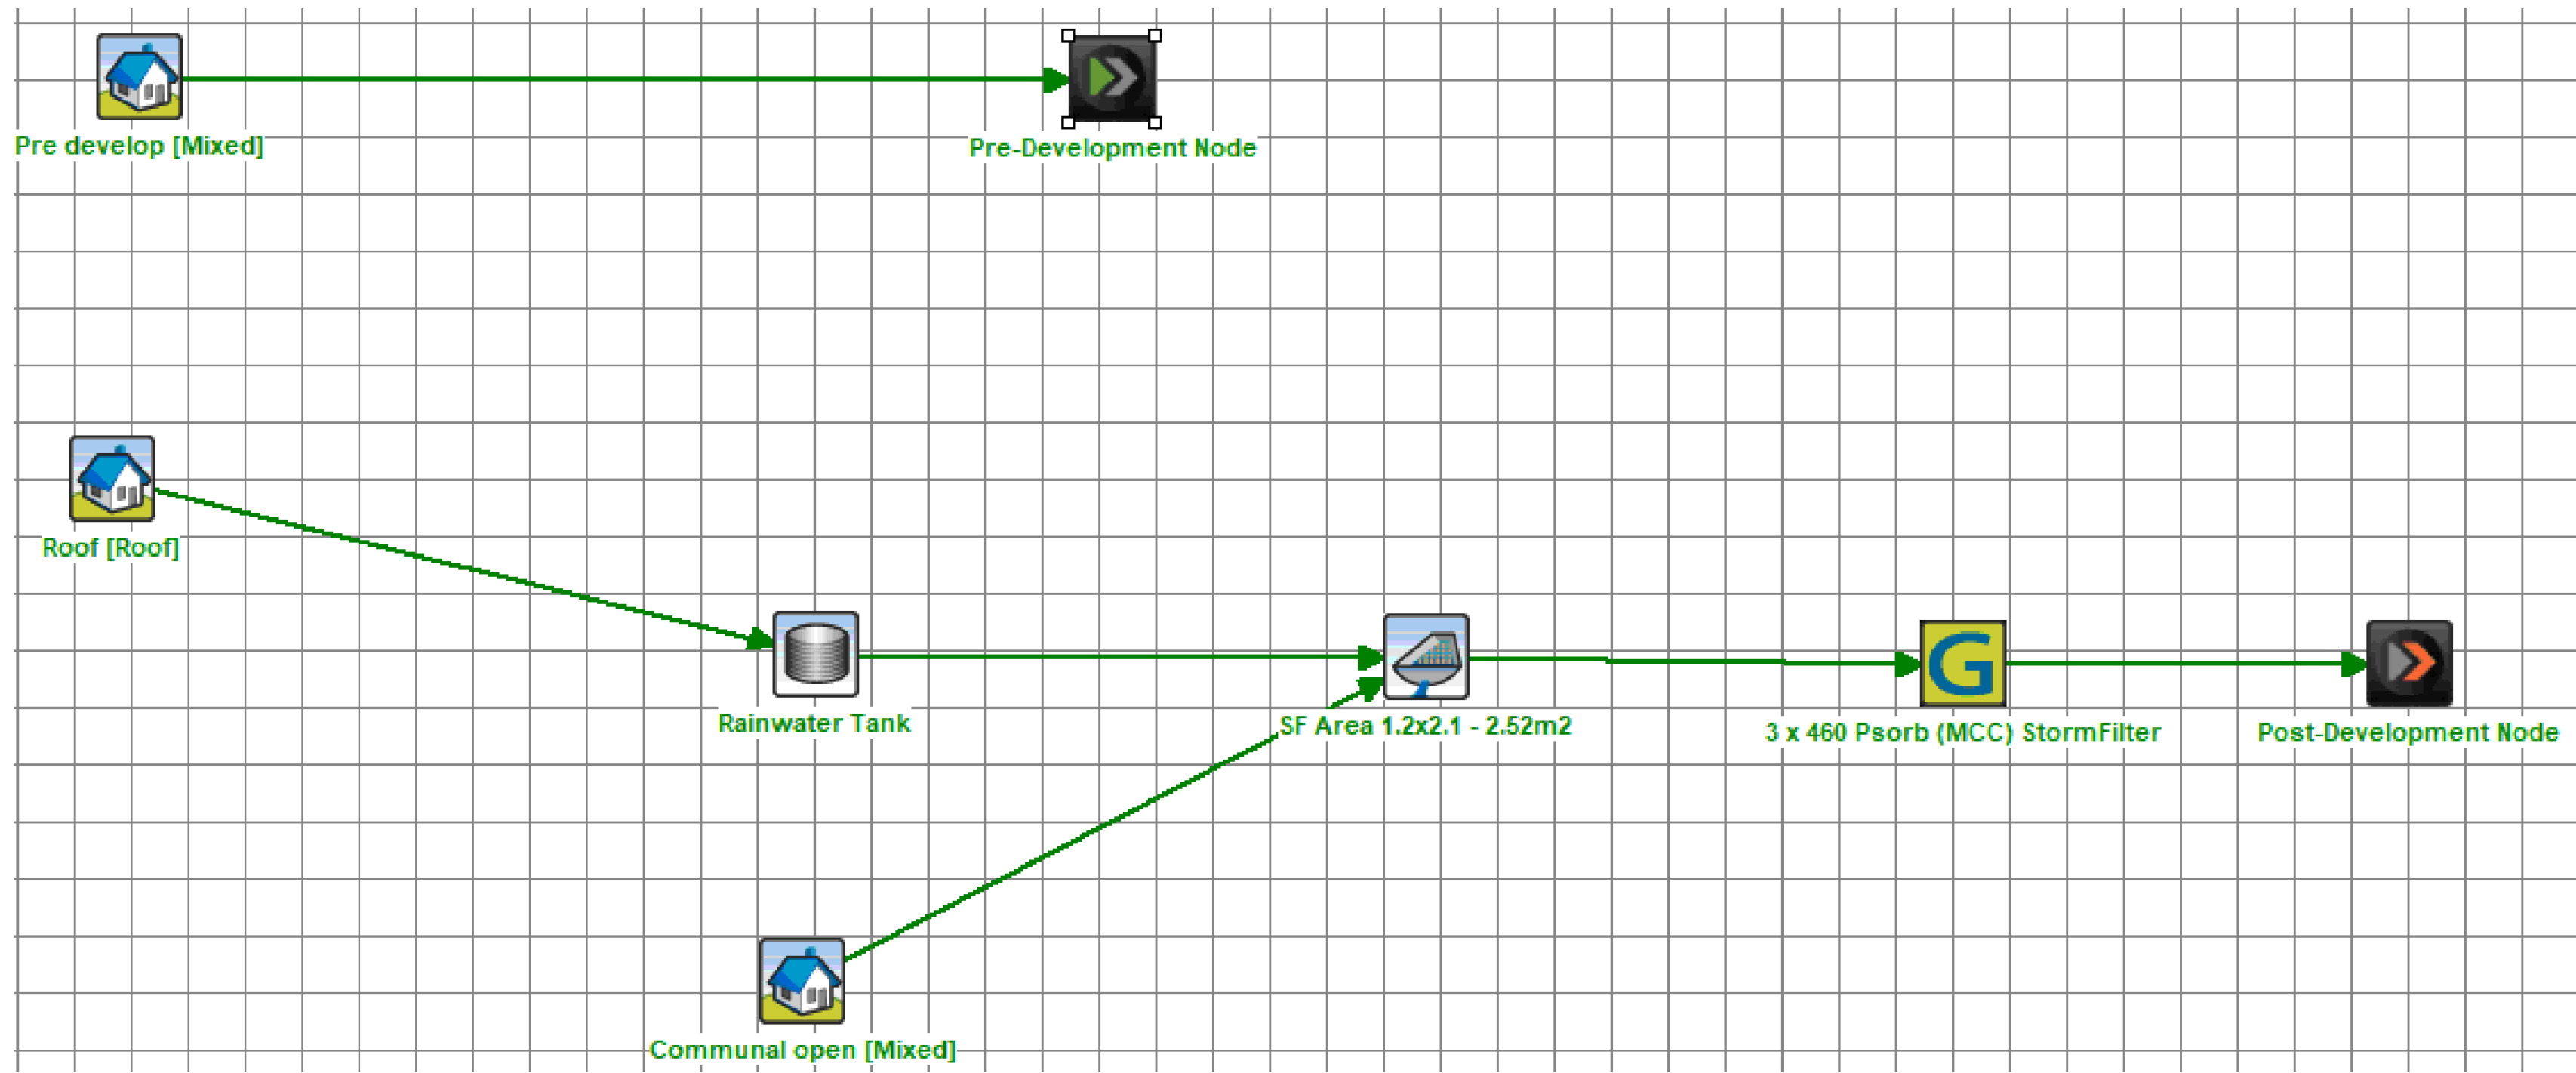 Pre develop [Mixed]
Pre-Development Node
Roof [Roof]
Rainwater Tank
SF Area 1.2x2.1 - 2.52m2
G
3 x 460 Psorb (MCC) StormFilter
Post-Development Node
Communal open [Mixed]